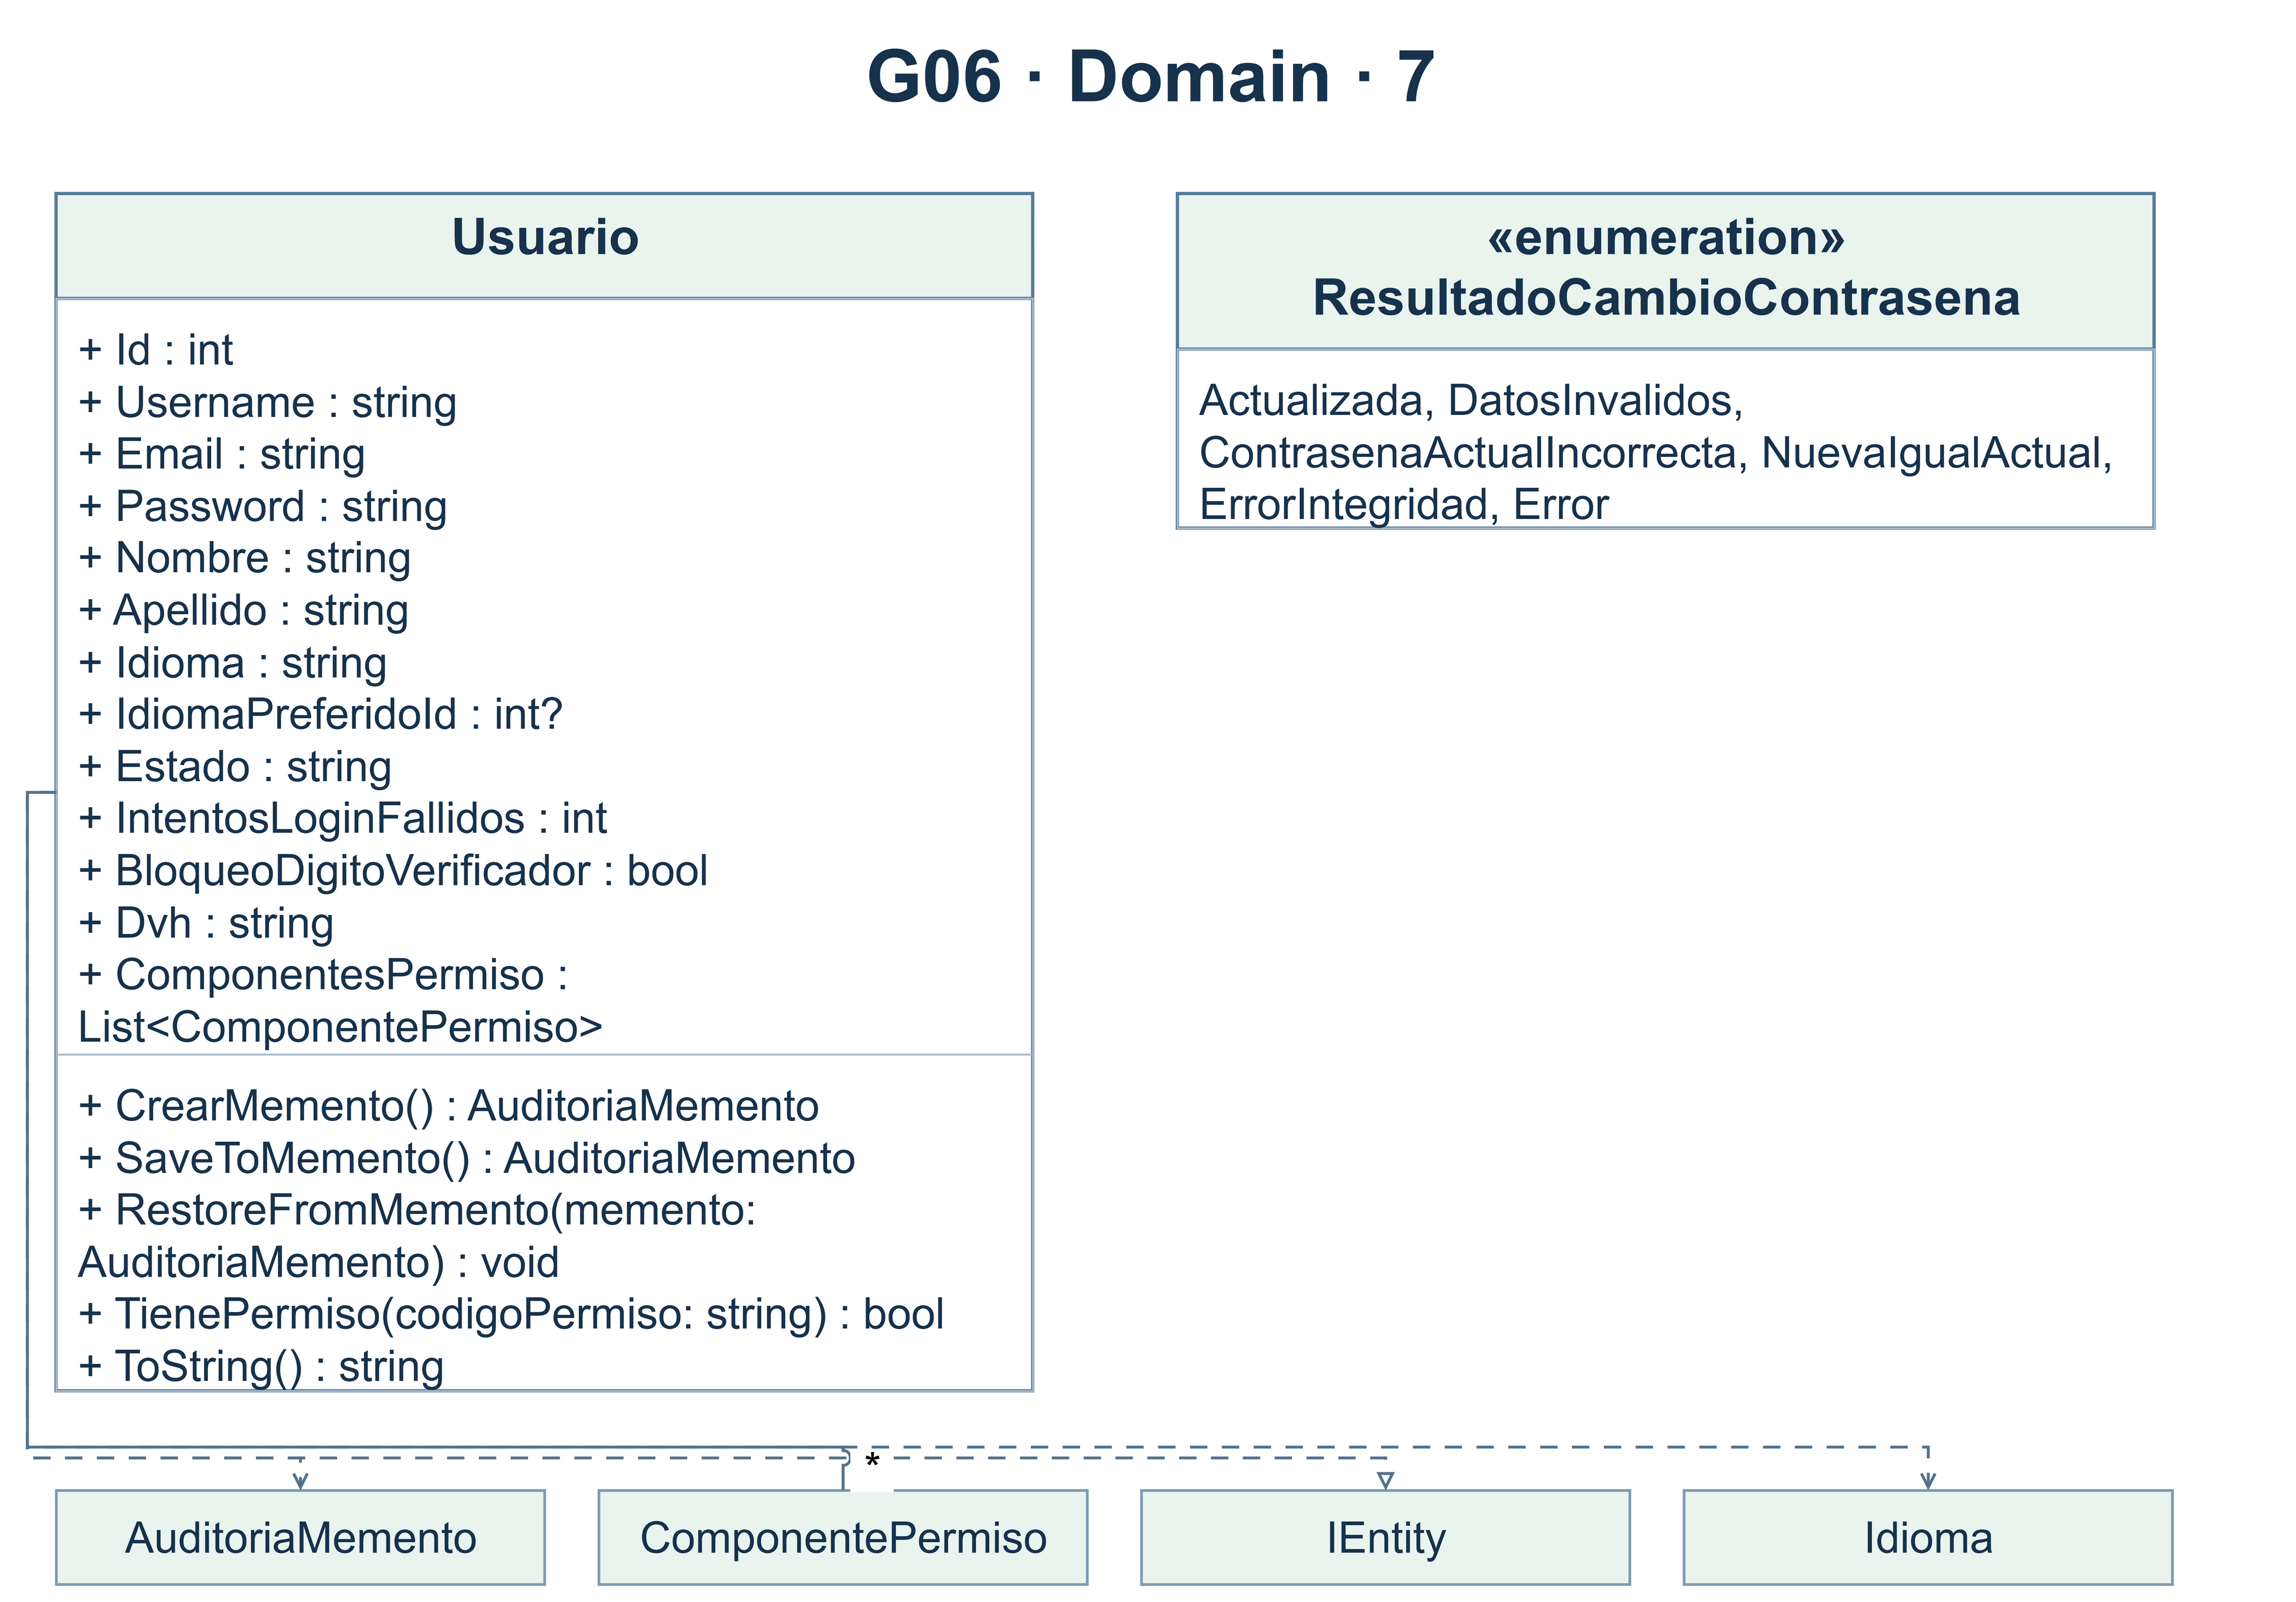 G06 · Domain · 7
Usuario
+ Id : int
+ Username : string
+ Email : string
+ Password : string
+ Nombre : string
+ Apellido : string
+ Idioma : string
+ IdiomaPreferidoId : int?
+ Estado : string
+ IntentosLoginFallidos : int
+ BloqueoDigitoVerificador : bool
+ Dvh : string
+ ComponentesPermiso :
List<ComponentePermiso>
+ CrearMemento() : AuditoriaMemento
+ SaveToMemento() : AuditoriaMemento
+ RestoreFromMemento(memento:
AuditoriaMemento) : void
+ TienePermiso(codigoPermiso: string) : bool
+ ToString() : string
«enumeration»
ResultadoCambioContrasena
Actualizada, DatosInvalidos,
ContrasenaActualIncorrecta, NuevaIgualActual,
ErrorIntegridad, Error
*
AuditoriaMemento
ComponentePermiso
IEntity
Idioma